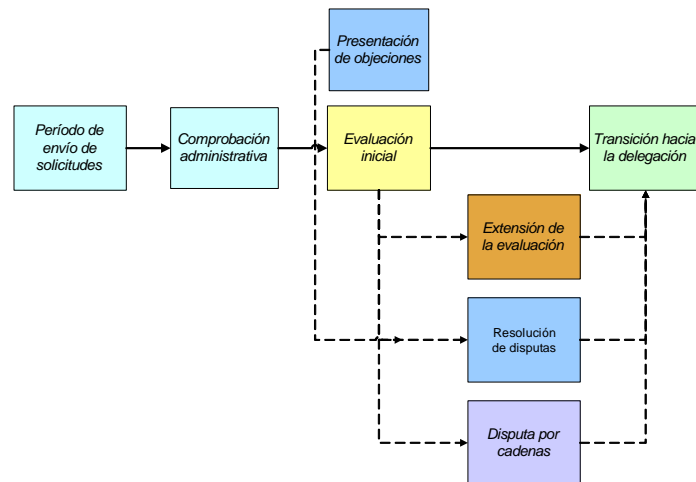 Presentación
de objeciones
Período de
envío de
solicitudes
Comprobación
administrativa
Evaluación
inicial
Transición hacia
la delegación
Extensión de
la evaluación
Resolución
de disputas
Disputa por
cadenas